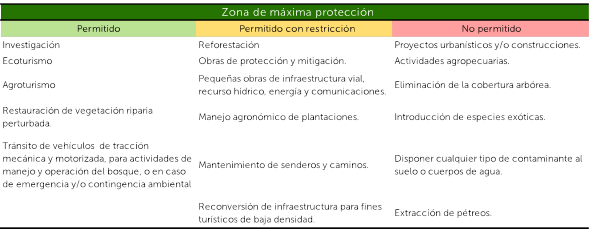 Zona de máxima protección
Permitido
Permitido con restricción
No permitido
Investigación
Reforestación
Proyectos urbanísticos y/o construcciones.
Ecoturismo
Obras de protección y mitigación.
Actividades agropecuarias.
Agroturismo
Pequeñas obras de infraestructura vial,
recurso hídrico, energía y comunicaciones.
Eliminación de la cobertura arbórea.
Restauración de vegetación riparia
perturbada.
Manejo agronómico de plantaciones.
Introducción de especies exóticas.
Tránsito de vehículos de tracción
mecánica y motorizada, para actividades de
manejo y operación del bosque, o en caso
de emergencia y/o contingencia ambiental
Mantenimiento de senderos y caminos.
Disponer cualquier tipo de contaminante al
suelo o cuerpos de agua.
Reconversión de infraestructura para fines
turísticos de baja densidad.
Extracción de pétreos.